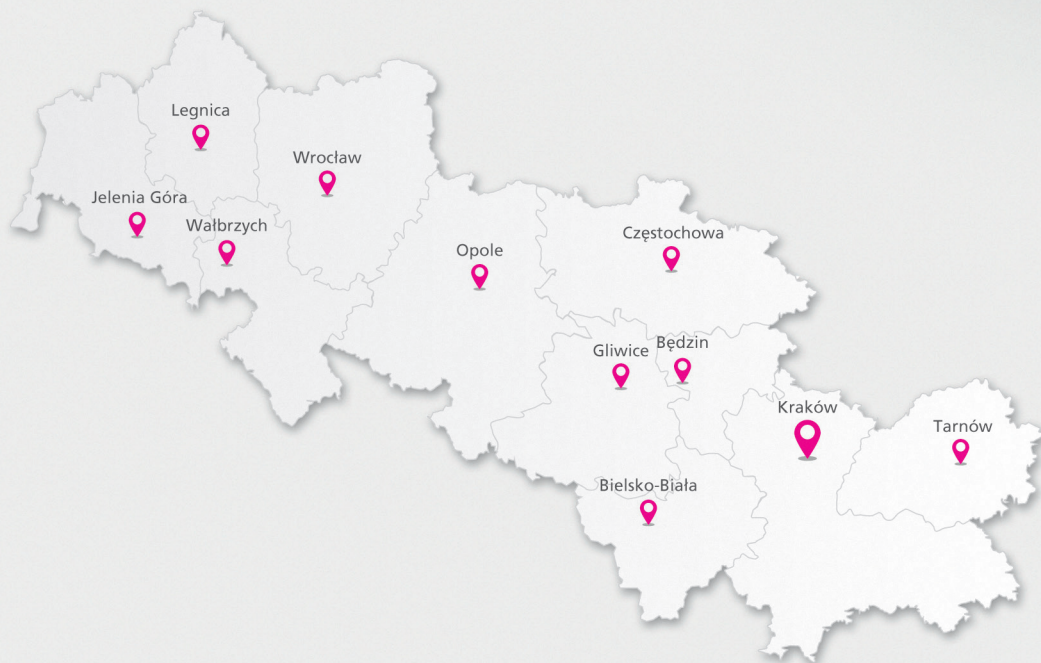 Legnica
Wrocław
Jelenia Góra
Wałbrzych
Częstochowa
Opole
Będzin
Gliwice
Kraków
Tarnów
Bielsko-Biała